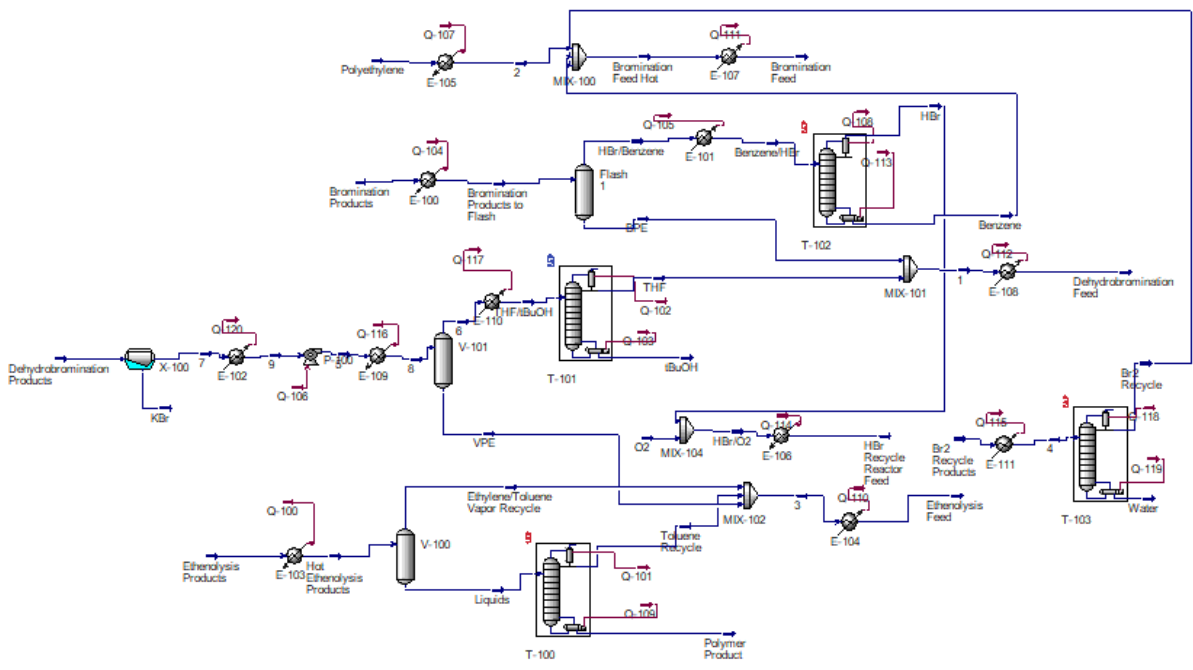 Q-107
Q-111
Polyethylene
E-105
2
MIX-100
Bromination
Feed Hot
E-107
Bromination
Feed
Q-105
HBr/Benzene
E-101
Benzene/HBr
Q-108
HBr
Q-113
Q-104
Flash
1
Bromination
Products
E-100
Bromination
Products to
Flash
BPE
T-102
Benzene
Q-117
Q-112
THF
MIX-101
1
E-108
Dehydrobromination
Feed
6
E-110
THF/tBuOH
Q-102
Q-120
Q-116
V-101
Q-103
Dehydrobromination
Products
X-100
7
E-102
9
E-109
8
T-101
tBuOH
Q-106
KBr
Br2
Recycle
Q-118
VPE
O2
MIX-104
HBr/O2
Q-114
E-106
HBr
Recycle
Reactor
Feed
Br2
Recycle
Products
Q-115
E-111
4
Q-119
Water
T-103
Ethylene/Toluene
Vapor Recycle
Q-100
MIX-102
3
Q-110
E-104
Ethenolysis
Feed
V-100
Toluene
Recycle
Ethenolysis
Products
E-103
Hot
Ethenolysis
Products
Liquids
Q-101
Q-109
T-100
Polymer
Product